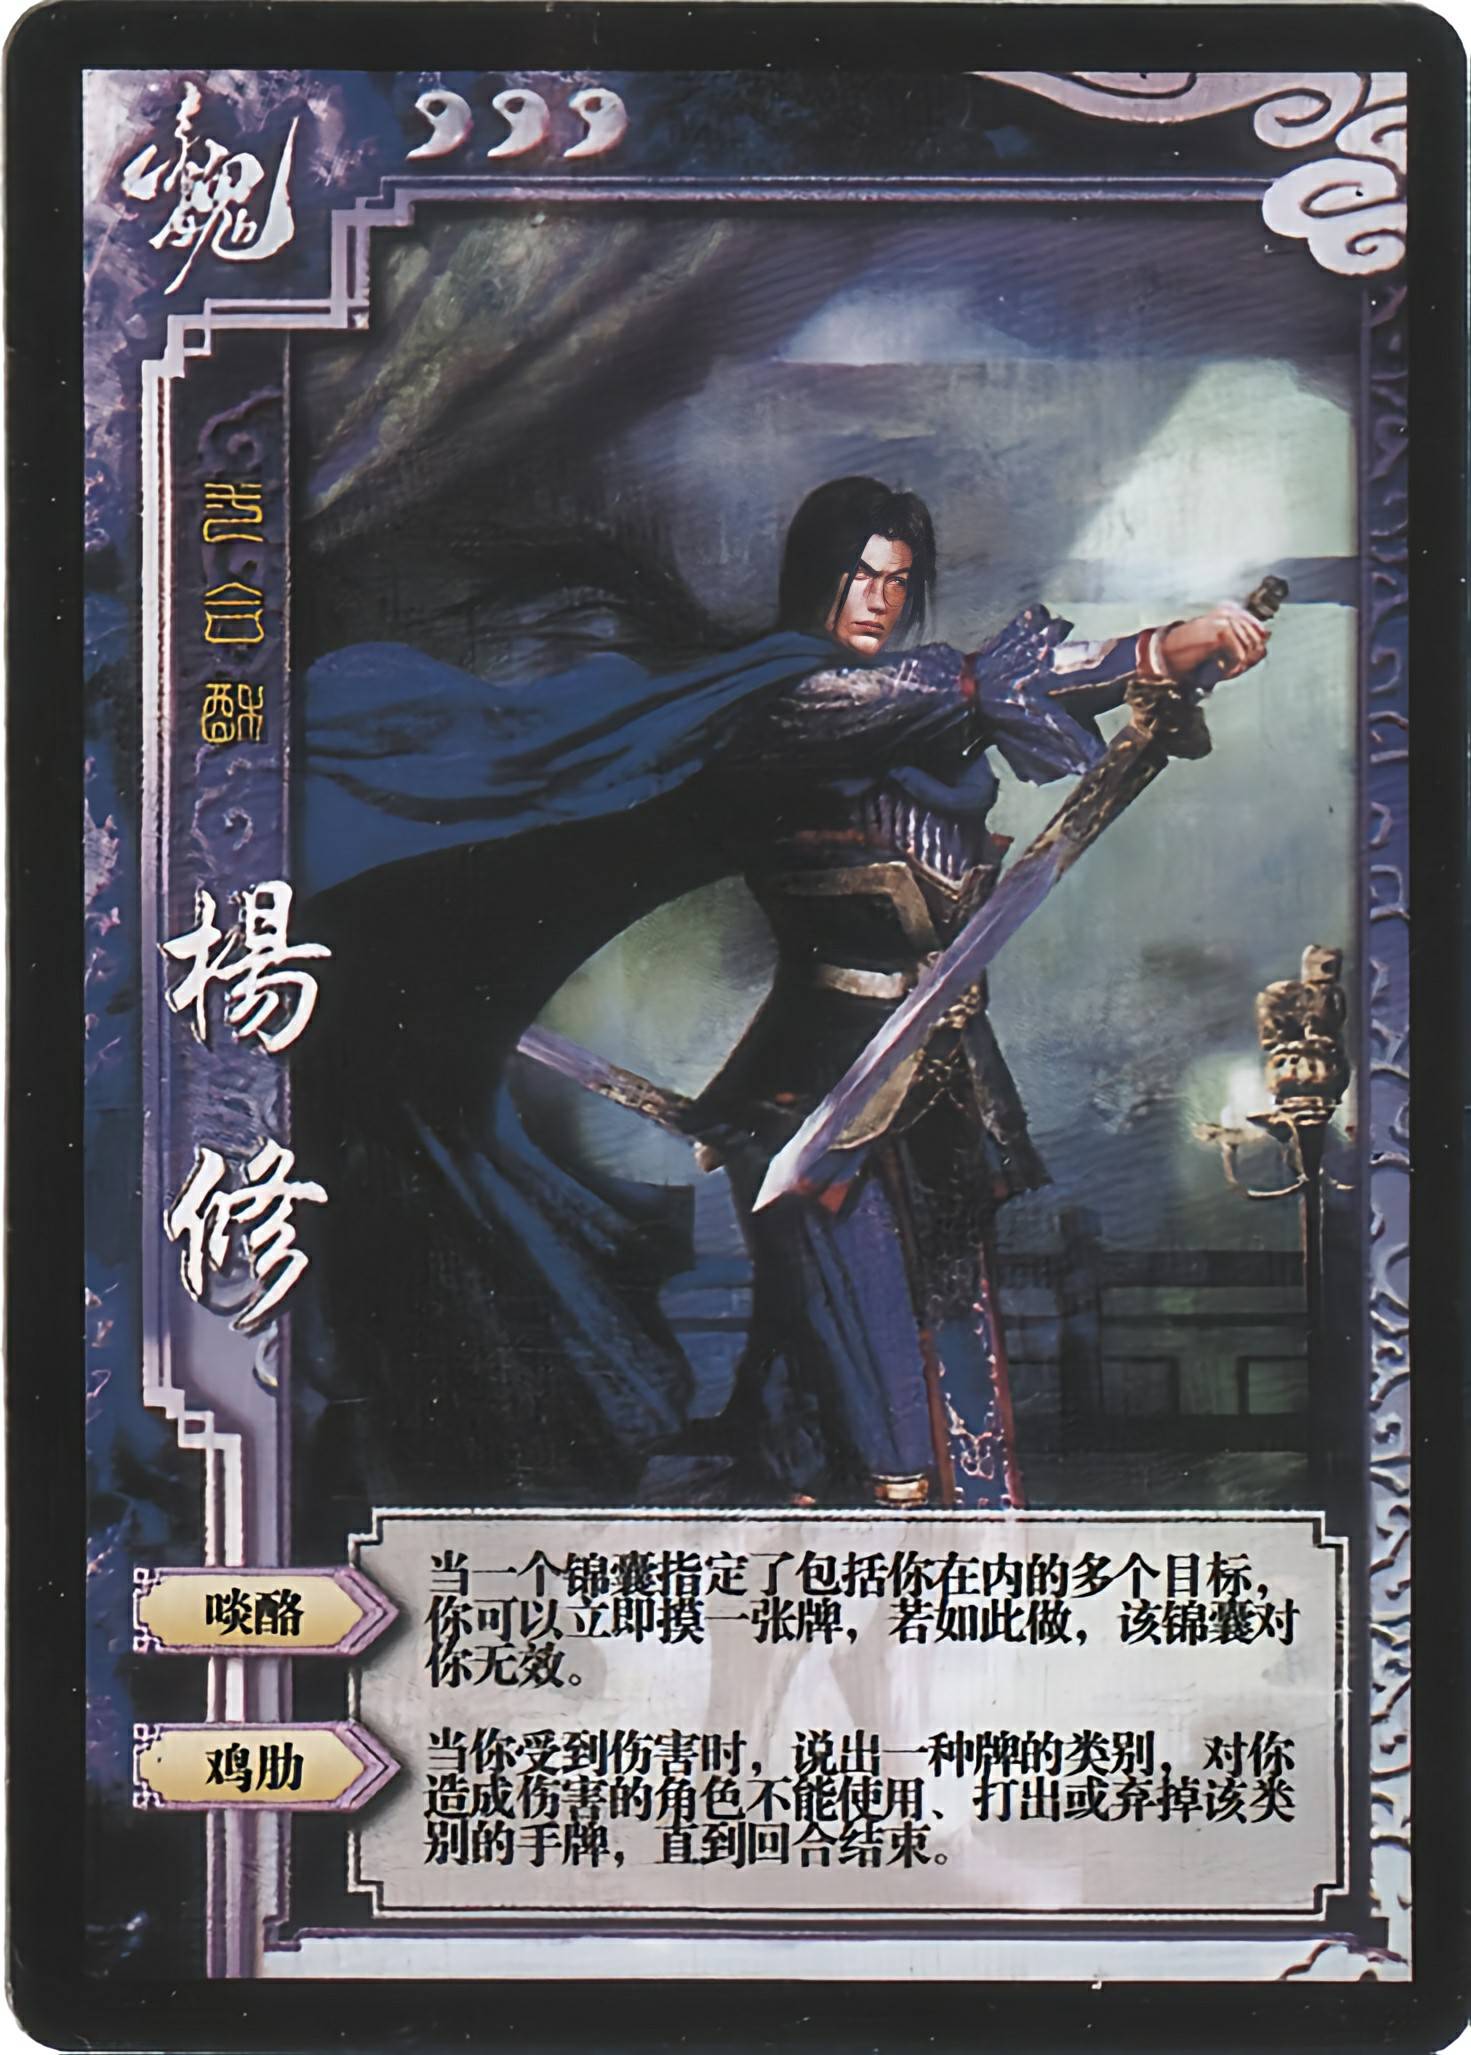 魏
弌合酥
楊修
啖酪
当一个锦囊指定了包括你在内的多个目标，
你可以立即摸一张牌，若如此做，该锦囊对
你无效。
鸡肋
当你受到伤害时，说出一种牌的类别，对你
造成伤害的角色不能使用、打出或弃掉该类
别的手牌，直到回合结束。